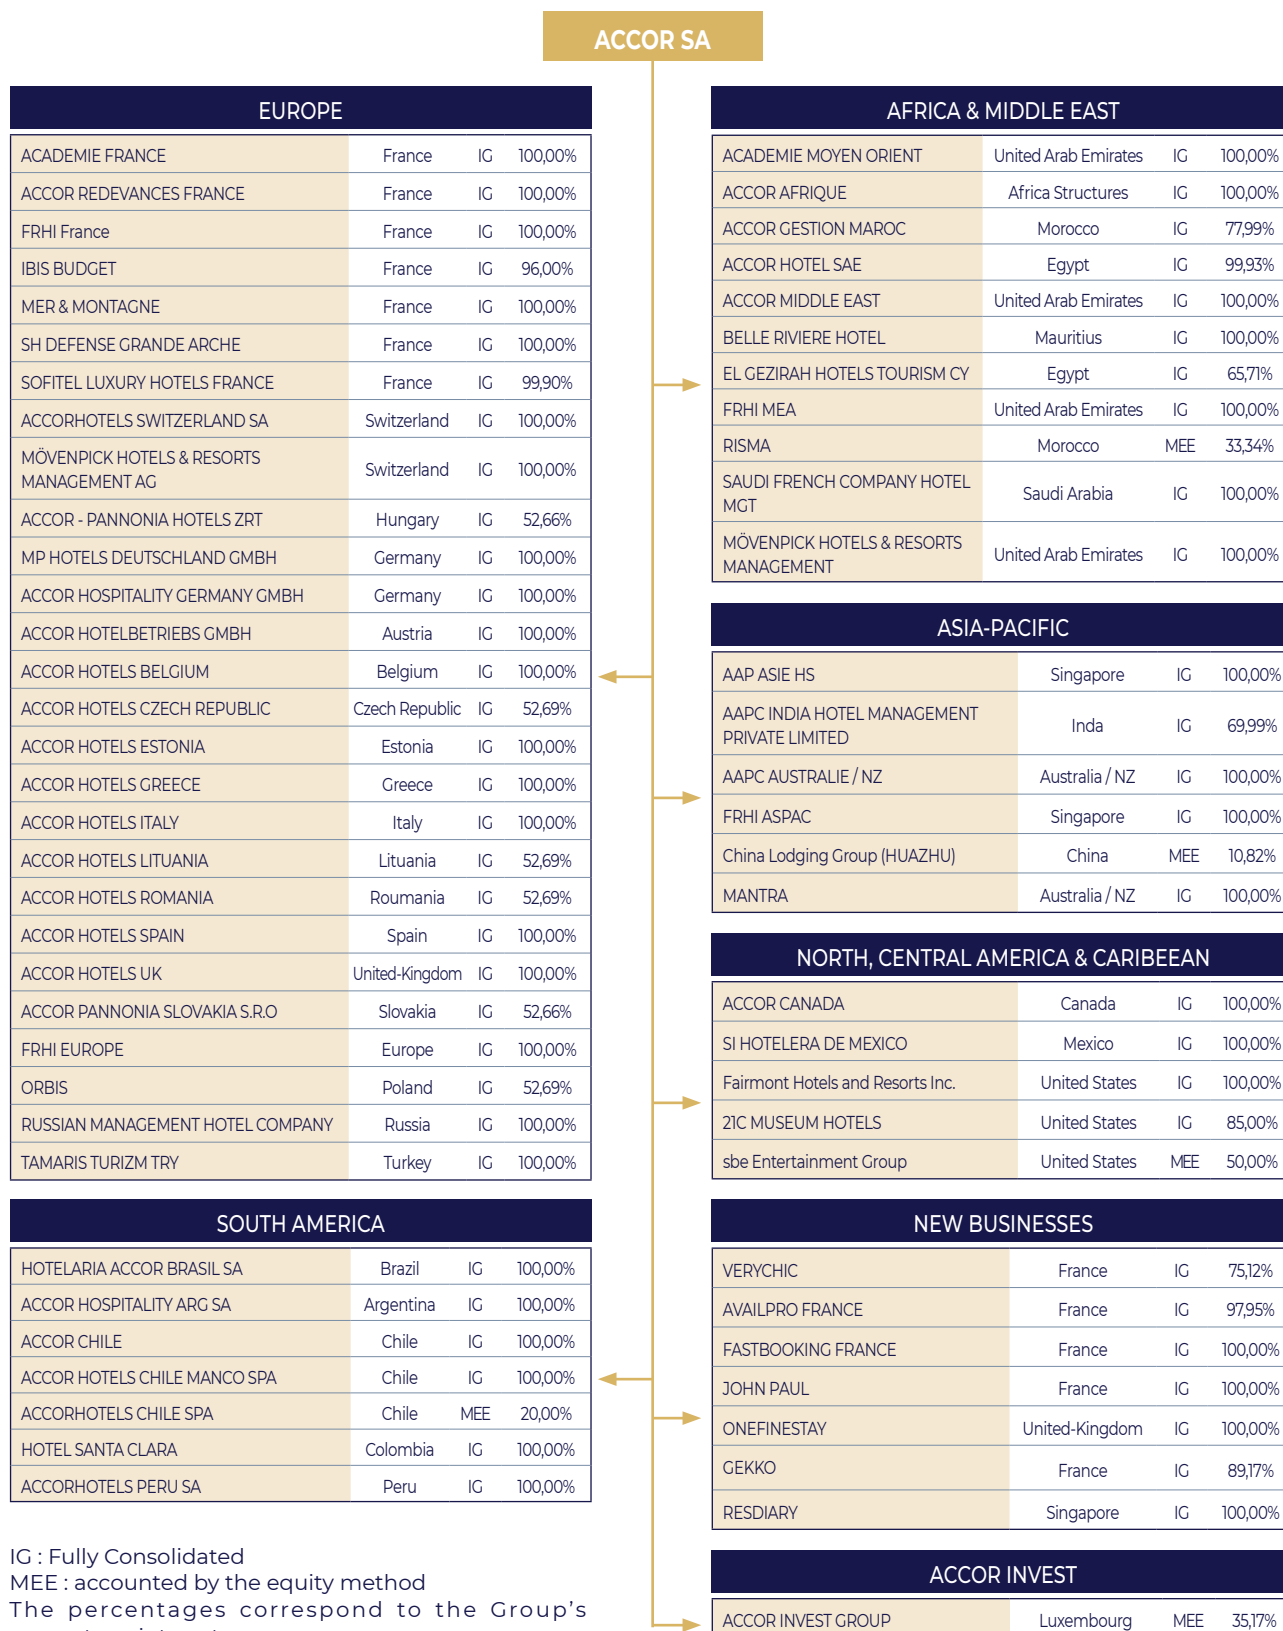 ACCOR SA
EUROPE
ACADEMIE FRANCE France IG 100,00%
ACCOR REDEVANCES FRANCE France IG 100,00%
FRHI France France IG 100,00%
IBIS BUDGET France IG 96,00%
MER & MONTAGNE France IG 100,00%
SH DEFENSE GRANDE ARCHE France IG 100,00%
SOFITEL LUXURY HOTELS FRANCE France IG 99,90%
ACCORHOTELS SWITZERLAND SA Switzerland IG 100,00%
MÖVENPICK HOTELS & RESORTS
MANAGEMENT AG Switzerland IG 100,00%
ACCOR - PANNONIA HOTELS ZRT Hungary IG 52,66%
MP HOTELS DEUTSCHLAND GMBH Germany IG 100,00%
ACCOR HOSPITALITY GERMANY GMBH Germany IG 100,00%
ACCOR HOTELBETRIEBS GMBH Austria IG 100,00%
ACCOR HOTELS BELGIUM Belgium IG 100,00%
ACCOR HOTELS CZECH REPUBLIC Czech Republic IG 52,69%
ACCOR HOTELS ESTONIA Estonia IG 100,00%
ACCOR HOTELS GREECE Greece IG 100,00%
ACCOR HOTELS ITALY Italy IG 100,00%
ACCOR HOTELS LITUANIA Lituania IG 52,69%
ACCOR HOTELS ROMANIA Roumania IG 52,69%
ACCOR HOTELS SPAIN Spain IG 100,00%
ACCOR HOTELS UK United-Kingdom IG 100,00%
ACCOR PANNONIA SLOVAKIA S.R.O Slovakia IG 52,66%
FRHI EUROPE Europe IG 100,00%
ORBIS Poland IG 52,69%
RUSSIAN MANAGEMENT HOTEL COMPANY Russia IG 100,00%
TAMARIS TURIZM TRY Turkey IG 100,00%
SOUTH AMERICA
HOTELARIA ACCOR BRASIL SA Brazil IG 100,00%
ACCOR HOSPITALITY ARG SA Argentina IG 100,00%
ACCOR CHILE Chile IG 100,00%
ACCOR HOTELS CHILE MANCO SPA Chile IG 100,00%
ACCORHOTELS CHILE SPA Chile MEE 20,00%
HOTEL SANTA CLARA Colombia IG 100,00%
ACCORHOTELS PERU SA Peru IG 100,00%
IG : Fully Consolidated
MEE : accounted by the equity method
The percentages correspond to the Group's
AFRICA & MIDDLE EAST
ACADEMIE MOYEN ORIENT United Arab Emirates IG 100,00%
ACCOR AFRIQUE Africa Structures IG 100,00%
ACCOR GESTION MAROC Morocco IG 77,99%
ACCOR HOTEL SAE Egypt IG 99,93%
ACCOR MIDDLE EAST United Arab Emirates IG 100,00%
BELLE RIVIERE HOTEL Mauritius IG 100,00%
EL GEZIRAH HOTELS TOURISM CY Egypt IG 65,71%
FRHI MEA United Arab Emirates IG 100,00%
RISMA Morocco MEE 33,34%
SAUDI FRENCH COMPANY HOTEL
MGT Saudi Arabia IG 100,00%
MÖVENPICK HOTELS & RESORTS
MANAGEMENT United Arab Emirates IG 100,00%
ASIA-PACIFIC
AAP ASIE HS Singapore IG 100,00%
AAPC INDIA HOTEL MANAGEMENT
PRIVATE LIMITED Inda IG 69,99%
AAPC AUSTRALIE / NZ Australia / NZ IG 100,00%
FRHI ASPAC Singapore IG 100,00%
China Lodging Group (HUAZHU) China MEE 10,82%
MANTRA Australia / NZ IG 100,00%
NORTH, CENTRAL AMERICA & CARIBEEAN
ACCOR CANADA Canada IG 100,00%
SI HOTELERA DE MEXICO Mexico IG 100,00%
Fairmont Hotels and Resorts Inc. United States IG 100,00%
21C MUSEUM HOTELS United States IG 85,00%
sbe Entertainment Group United States MEE 50,00%
NEW BUSINESSES
VERYCHIC France IG 75,12%
AVAILPRO FRANCE France IG 97,95%
FASTBOOKING FRANCE France IG 100,00%
JOHN PAUL France IG 100,00%
ONEFINESTAY United-Kingdom IG 100,00%
GEKKO France IG 89,17%
RESDIARY Singapore IG 100,00%
ACCOR INVEST
ACCOR INVEST GROUP Luxembourg MEE 35,17%